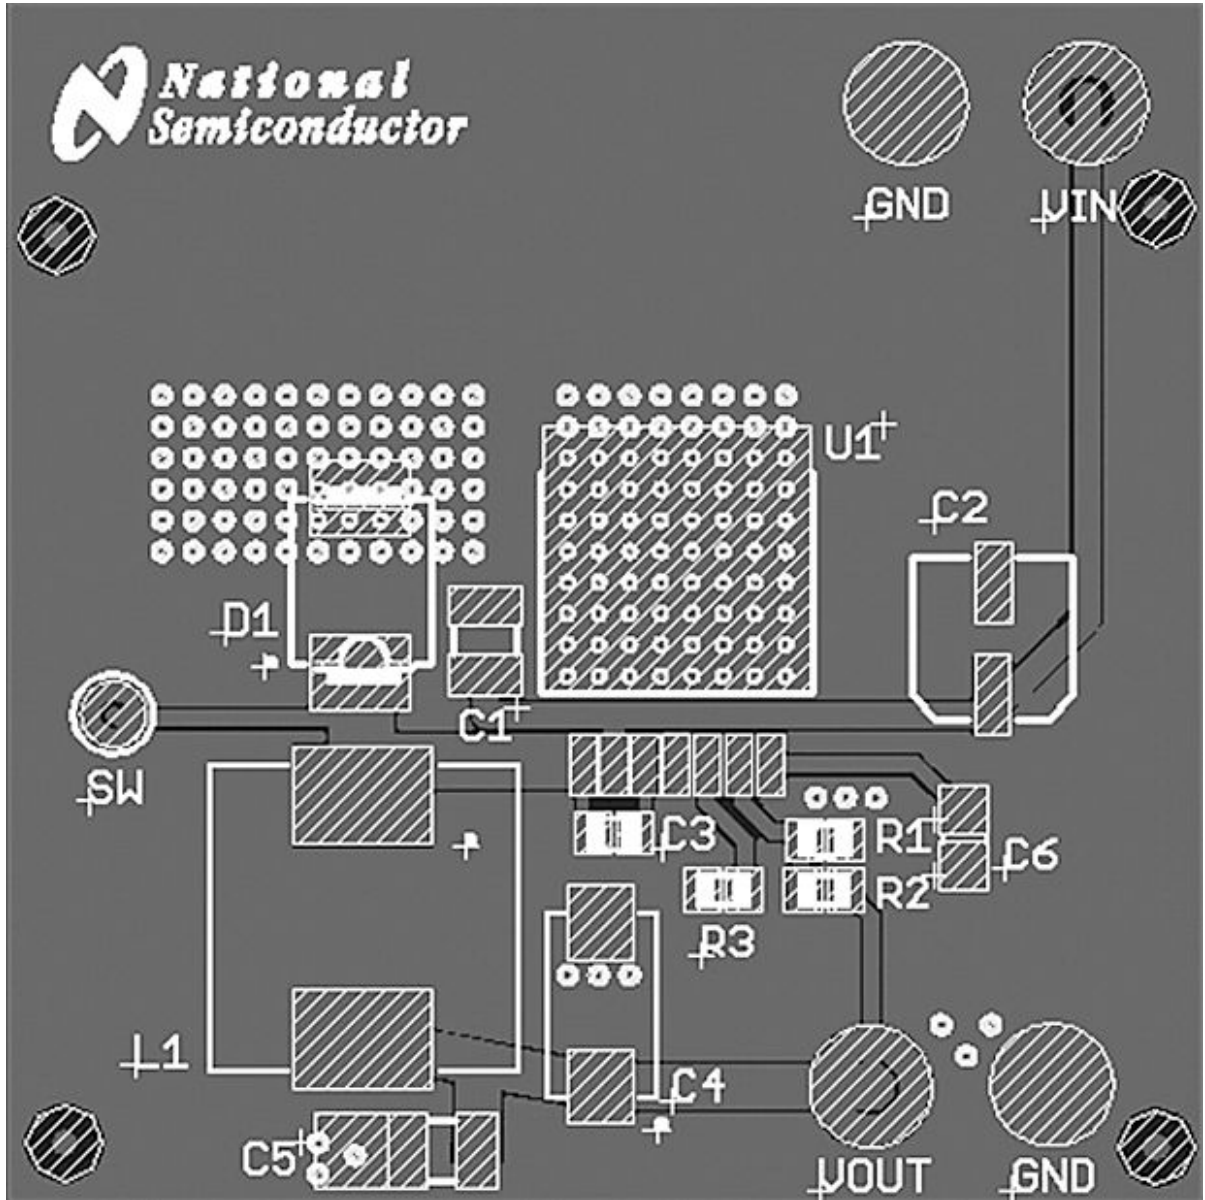 National
Semiconductor
GND
VIN
U1
C2
D1
C1
SW
C3
R1
C6
R2
R3
L1
C4
C5
VOUT
GND